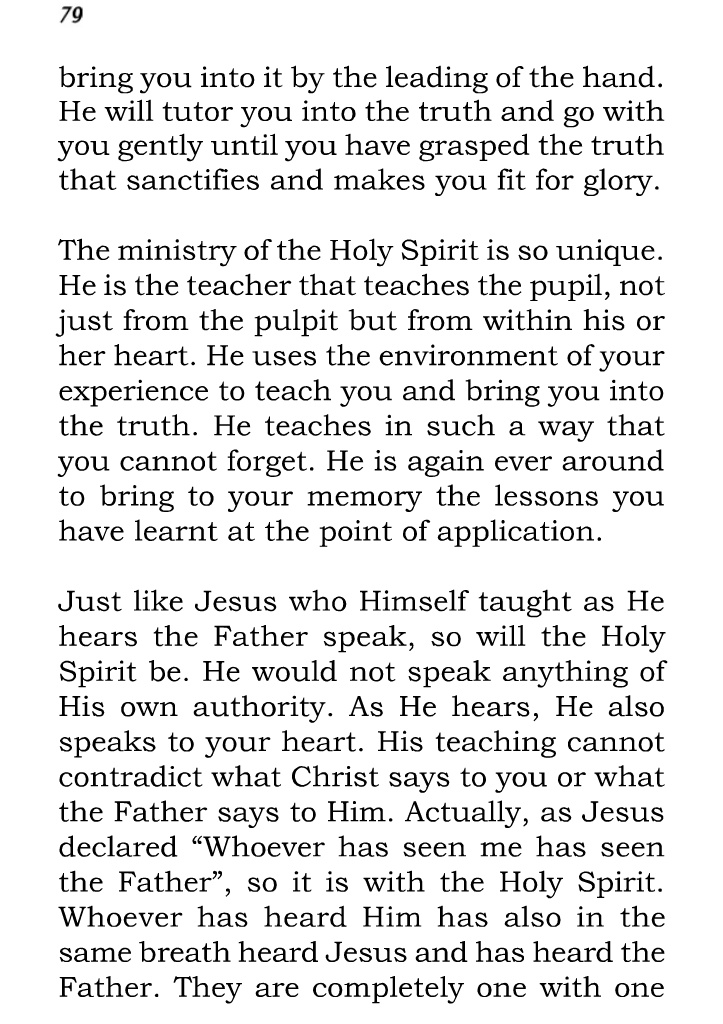 79
bring you into it by the leading of the hand.
He will tutor you into the truth and go with
you gently until you have grasped the truth
that sanctifies and makes you fit for glory.
The ministry of the Holy Spirit is so unique.
He is the teacher that teaches the pupil, not
just from the pulpit but from within his or
her heart. He uses the environment of your
experience to teach you and bring you into
the truth. He teaches in such a way that
you cannot forget. He is again ever around
to bring to your memory the lessons you
have learnt at the point of application.
Just like Jesus who Himself taught as He
hears the Father speak, so will the Holy
Spirit be. He would not speak anything of
His own authority. As He hears, He also
speaks to your heart. His teaching cannot
contradict what Christ says to you or what
the Father says to Him. Actually, as Jesus
declared “Whoever has seen me has seen
the Father”, so it is with the Holy Spirit.
Whoever has heard Him has also in the
same breath heard Jesus and has heard the
Father. They are completely one with one